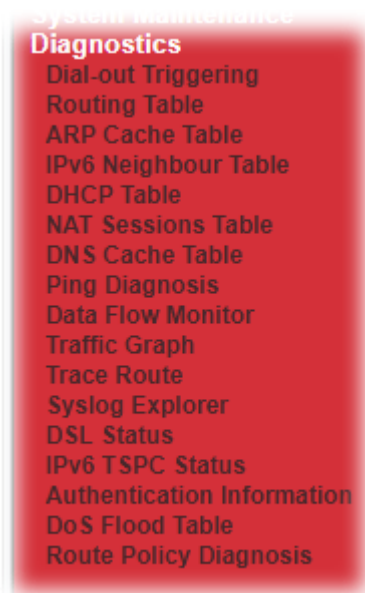 System Maintenance
Diagnostics
Dial-out Triggering
Routing Table
ARP Cache Table
IPv6 Neighbour Table
DHCP Table
NAT Sessions Table
DNS Cache Table
Ping Diagnosis
Data Flow Monitor
Traffic Graph
Trace Route
Syslog Explorer
DSL Status
IPv6 TSPC Status
Authentication Information
DoS Flood Table
Route Policy Diagnosis